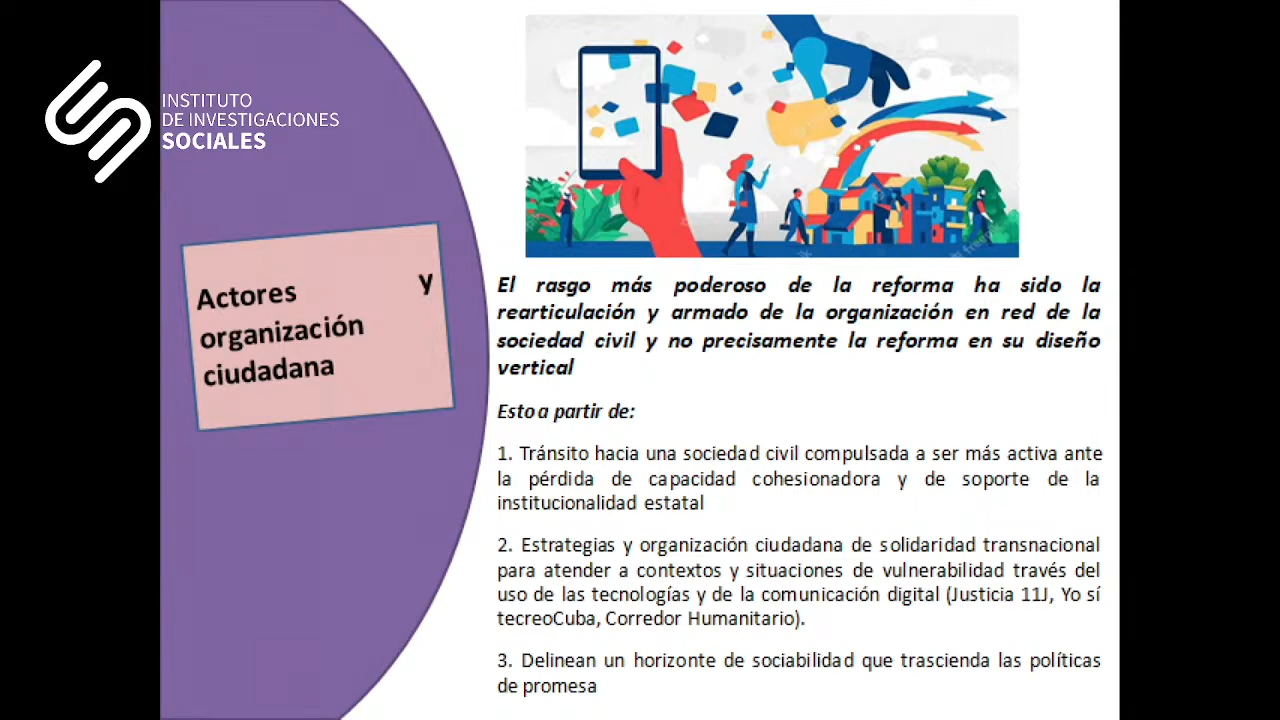 INSTITUTO
DE INVESTIGACIONES
SOCIALES
Actores y
organización
ciudadana
El rasgo más poderoso de la reforma ha sido la
rearticulación y armado de la organización en red de la
sociedad civil y no precisamente la reforma en su diseño
vertical
Esto a partir de:
1. Tránsito hacia una sociedad civil compulsada a ser más activa ante
la pérdida de capacidad cohesionadora y de soporte de la
institucionalidad estatal
2. Estrategias y organización ciudadana de solidaridad transnacional
para atender a contextos y situaciones de vulnerabilidad través del
uso de las tecnologías y de la comunicación digital (Justicia 11J, Yo sí
tecreoCuba, Corredor Humanitario).
3. Delinean un horizonte de sociabilidad que trascienda las políticas
de promesa